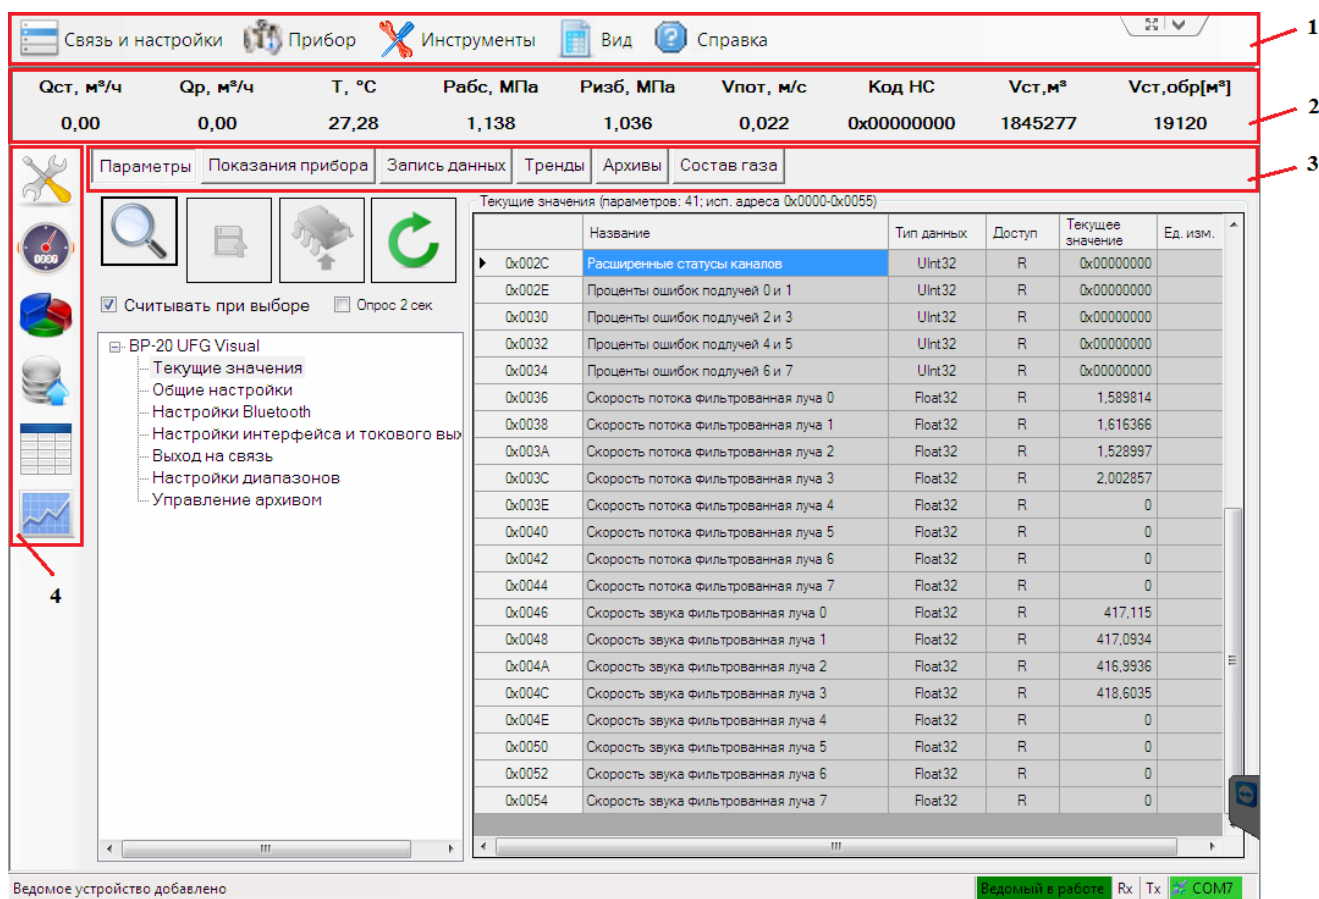 Связь и настройки Прибор Инструменты Вид Справка
1
Qст, м³/ч Qр, м³/ч T, °C Pабс, МПа Pизб, МПа Vпот, м/с Код НС Vст,м³ Vст,обр[м³]
2
0,00 0,00 27,28 1,138 1,036 0,022 0x00000000 1845277 19120
Параметры Показания прибора Запись данных Тренды Архивы Состав газа
3
Текущие значения (параметров: 41; исп. адреса 0x0000-0x0055)
Название Тип данных Доступ Текущее значение Ед. изм.
0x002C Расширенные статусы каналов UInt32 R 0x00000000
0x002E Проценты ошибок подлучей 0 и 1 UInt32 R 0x00000000
0x0030 Проценты ошибок подлучей 2 и 3 UInt32 R 0x00000000
0x0032 Проценты ошибок подлучей 4 и 5 UInt32 R 0x00000000
0x0034 Проценты ошибок подлучей 6 и 7 UInt32 R 0x00000000
0x0036 Скорость потока фильтрованная луча 0 Float32 R 1,589814
0x0038 Скорость потока фильтрованная луча 1 Float32 R 1,616366
0x003A Скорость потока фильтрованная луча 2 Float32 R 1,528997
0x003C Скорость потока фильтрованная луча 3 Float32 R 2,002857
0x003E Скорость потока фильтрованная луча 4 Float32 R 0
0x0040 Скорость потока фильтрованная луча 5 Float32 R 0
0x0042 Скорость потока фильтрованная луча 6 Float32 R 0
0x0044 Скорость потока фильтрованная луча 7 Float32 R 0
0x0046 Скорость звука фильтрованная луча 0 Float32 R 417,115
0x0048 Скорость звука фильтрованная луча 1 Float32 R 417,0934
0x004A Скорость звука фильтрованная луча 2 Float32 R 416,9936
0x004C Скорость звука фильтрованная луча 3 Float32 R 418,6035
0x004E Скорость звука фильтрованная луча 4 Float32 R 0
0x0050 Скорость звука фильтрованная луча 5 Float32 R 0
0x0052 Скорость звука фильтрованная луча 6 Float32 R 0
0x0054 Скорость звука фильтрованная луча 7 Float32 R 0
Считывать при выборе Опрос 2 сек
BP-20 UFG Visual
Текущие значения
Общие настройки
Настройки Bluetooth
Настройки интерфейса и токового вых
Выход на связь
Настройки диапазонов
Управление архивом
4
Ведомое устройство добавлено Ведомый в работе Rx Tx COM7